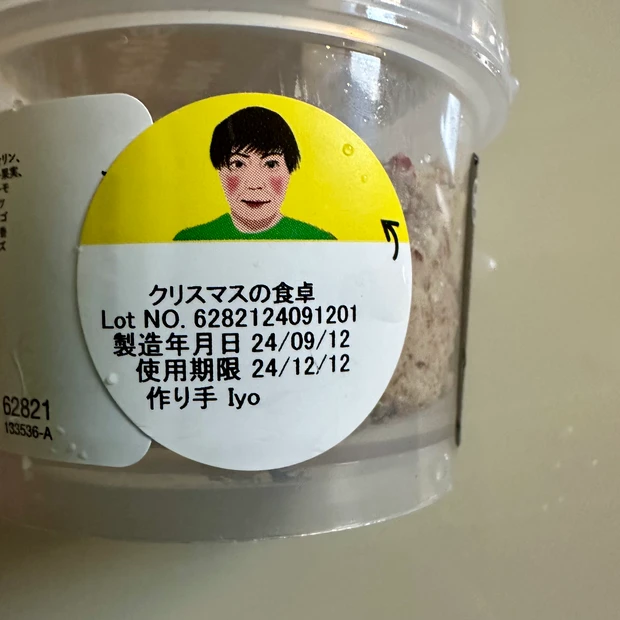 クリスマスの食卓
Lot NO. 6282124091201
製造年月日 24/09/12
使用期限 24/12/12
作り手 Iyo
62821
133536-A